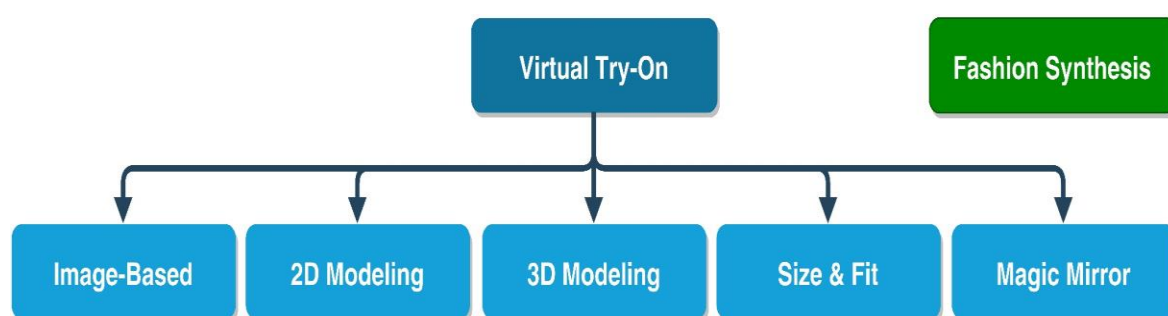 Virtual Try-On
Fashion Synthesis
Image-Based
2D Modeling
3D Modeling
Size & Fit
Magic Mirror